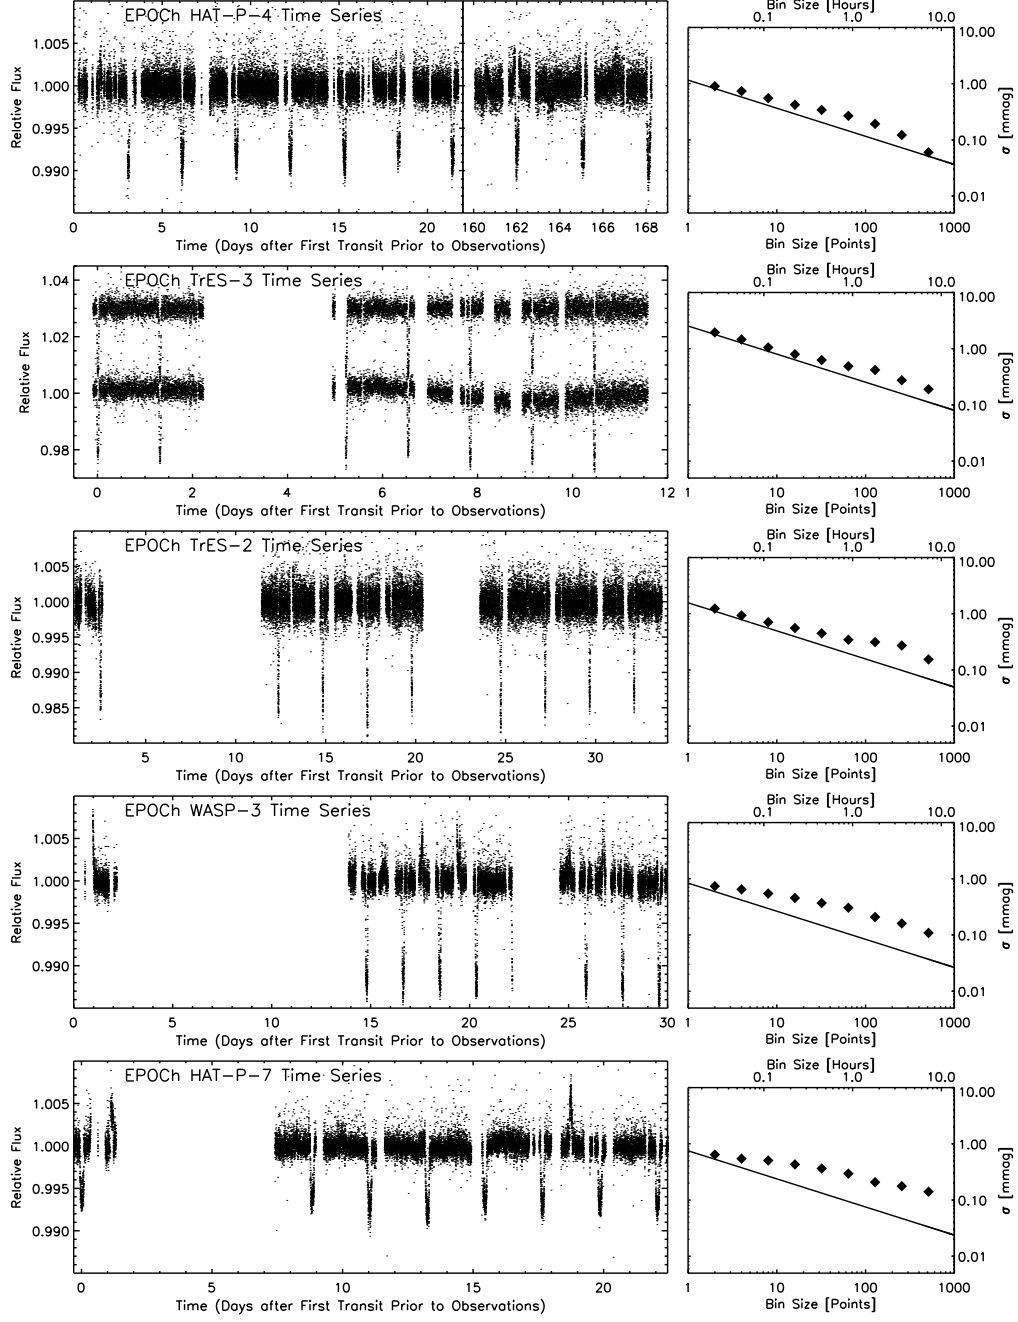 Bin Size [Hours]
0.1 1.0 10.0
EPOCh HAT-P-4 Time Series
1.005
1.000
0.995
0.990
Relative Flux
0 5 10 15 20 160 162 164 166 168
Time (Days after First Transit Prior to Observations)
10.00
1.00
0.10
0.01
σ [mmag]
1 10 100 1000
Bin Size [Points]
Bin Size [Hours]
0.1 1.0 10.0
EPOCh TrES-3 Time Series
1.04
1.02
1.00
0.98
Relative Flux
0 2 4 6 8 10 12
Time (Days after First Transit Prior to Observations)
10.00
1.00
0.10
0.01
σ [mmag]
1 10 100 1000
Bin Size [Points]
Bin Size [Hours]
0.1 1.0 10.0
EPOCh TrES-2 Time Series
1.005
1.000
0.995
0.990
0.985
Relative Flux
5 10 15 20 25 30
Time (Days after First Transit Prior to Observations)
10.00
1.00
0.10
0.01
σ [mmag]
1 10 100 1000
Bin Size [Points]
Bin Size [Hours]
0.1 1.0 10.0
EPOCh WASP-3 Time Series
1.005
1.000
0.995
0.990
Relative Flux
0 5 10 15 20 25 30
Time (Days after First Transit Prior to Observations)
10.00
1.00
0.10
0.01
σ [mmag]
1 10 100 1000
Bin Size [Points]
Bin Size [Hours]
0.1 1.0 10.0
EPOCh HAT-P-7 Time Series
1.005
1.000
0.995
0.990
Relative Flux
0 5 10 15 20
Time (Days after First Transit Prior to Observations)
10.00
1.00
0.10
0.01
σ [mmag]
1 10 100 1000
Bin Size [Points]